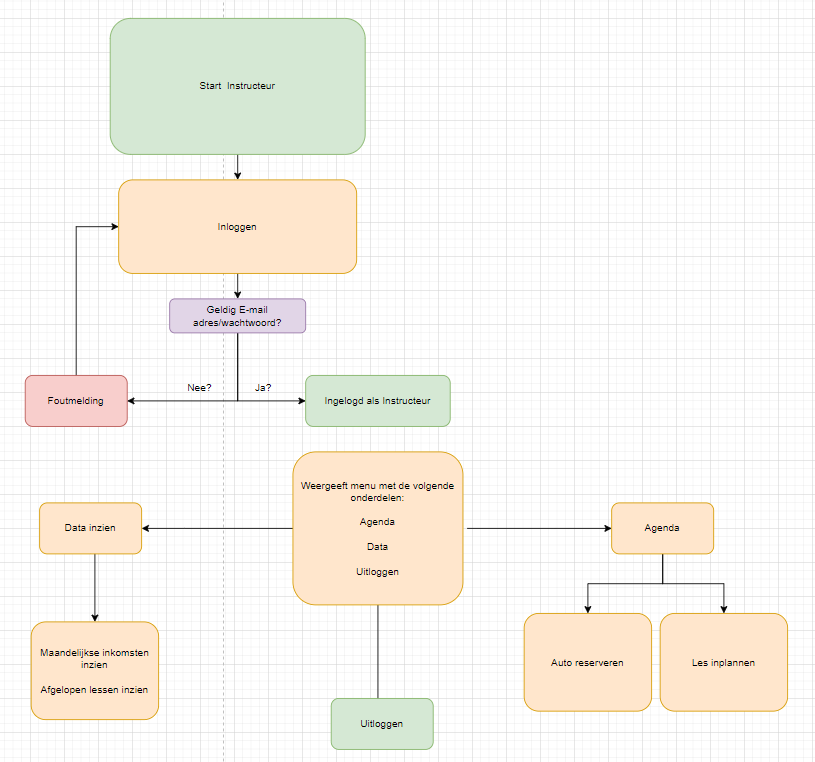 Start Instructeur
Inloggen
Geldig E-mail
adres/wachtwoord?
Nee?
Ja?
Foutmelding
Ingelogd als Instructeur
Weergeeft menu met de volgende
onderdelen:
Agenda
Data
Uitloggen
Data inzien
Agenda
Maandelijkse inkomsten
inzien
Afgelopen lessen inzien
Auto reserveren
Les inplannen
Uitloggen